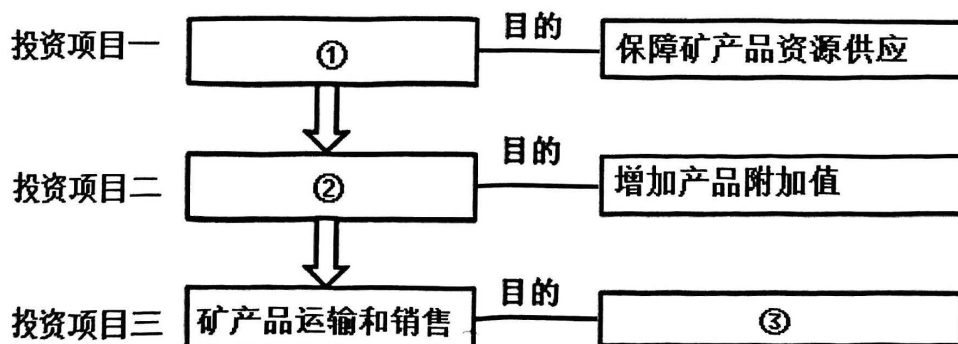 投资项目一 ① 目的 保障矿产品资源供应
投资项目二 ② 目的 增加产品附加值
投资项目三 矿产品运输和销售 目的 ③